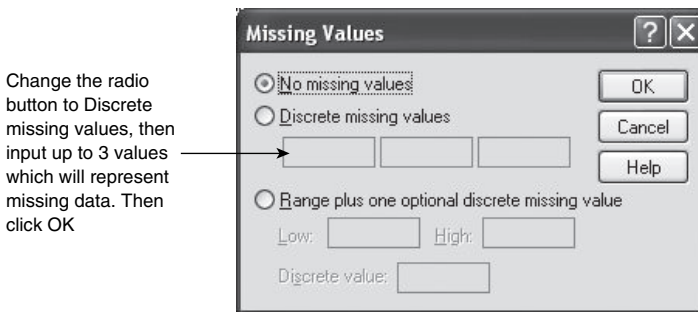 Change the radio
button to Discrete
missing values, then
input up to 3 values
which will represent
missing data. Then
click OK
Missing Values
No missing values
OK
Discrete missing values
Cancel
Help
Range plus one optional discrete missing value
Low: High:
Discrete value: